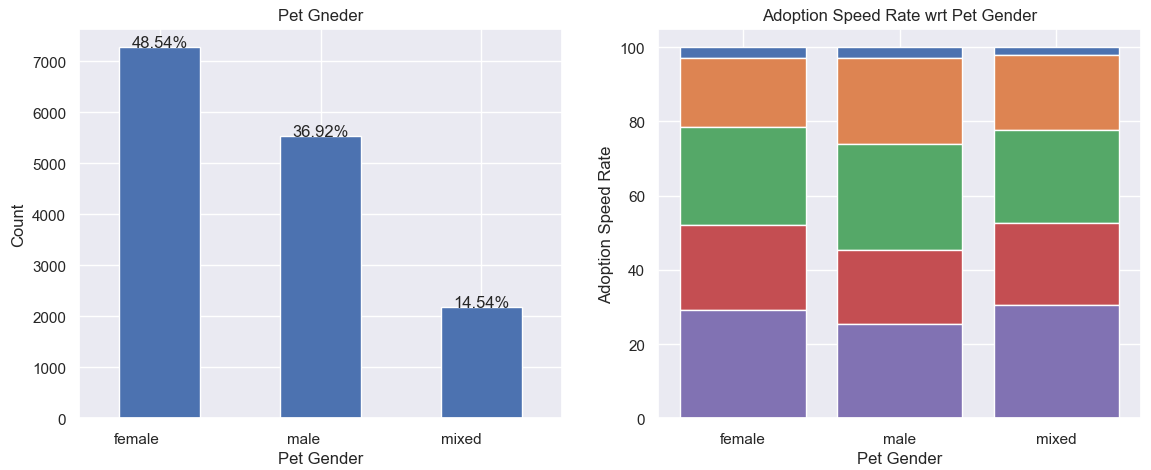 Pet Gneder
Count
7000
6000
5000
4000
3000
2000
1000
0
48.54%
36.92%
14.54%
female
male
mixed
Pet Gender
Adoption Speed Rate wrt Pet Gender
Adoption Speed Rate
100
80
60
40
20
0
female
male
mixed
Pet Gender